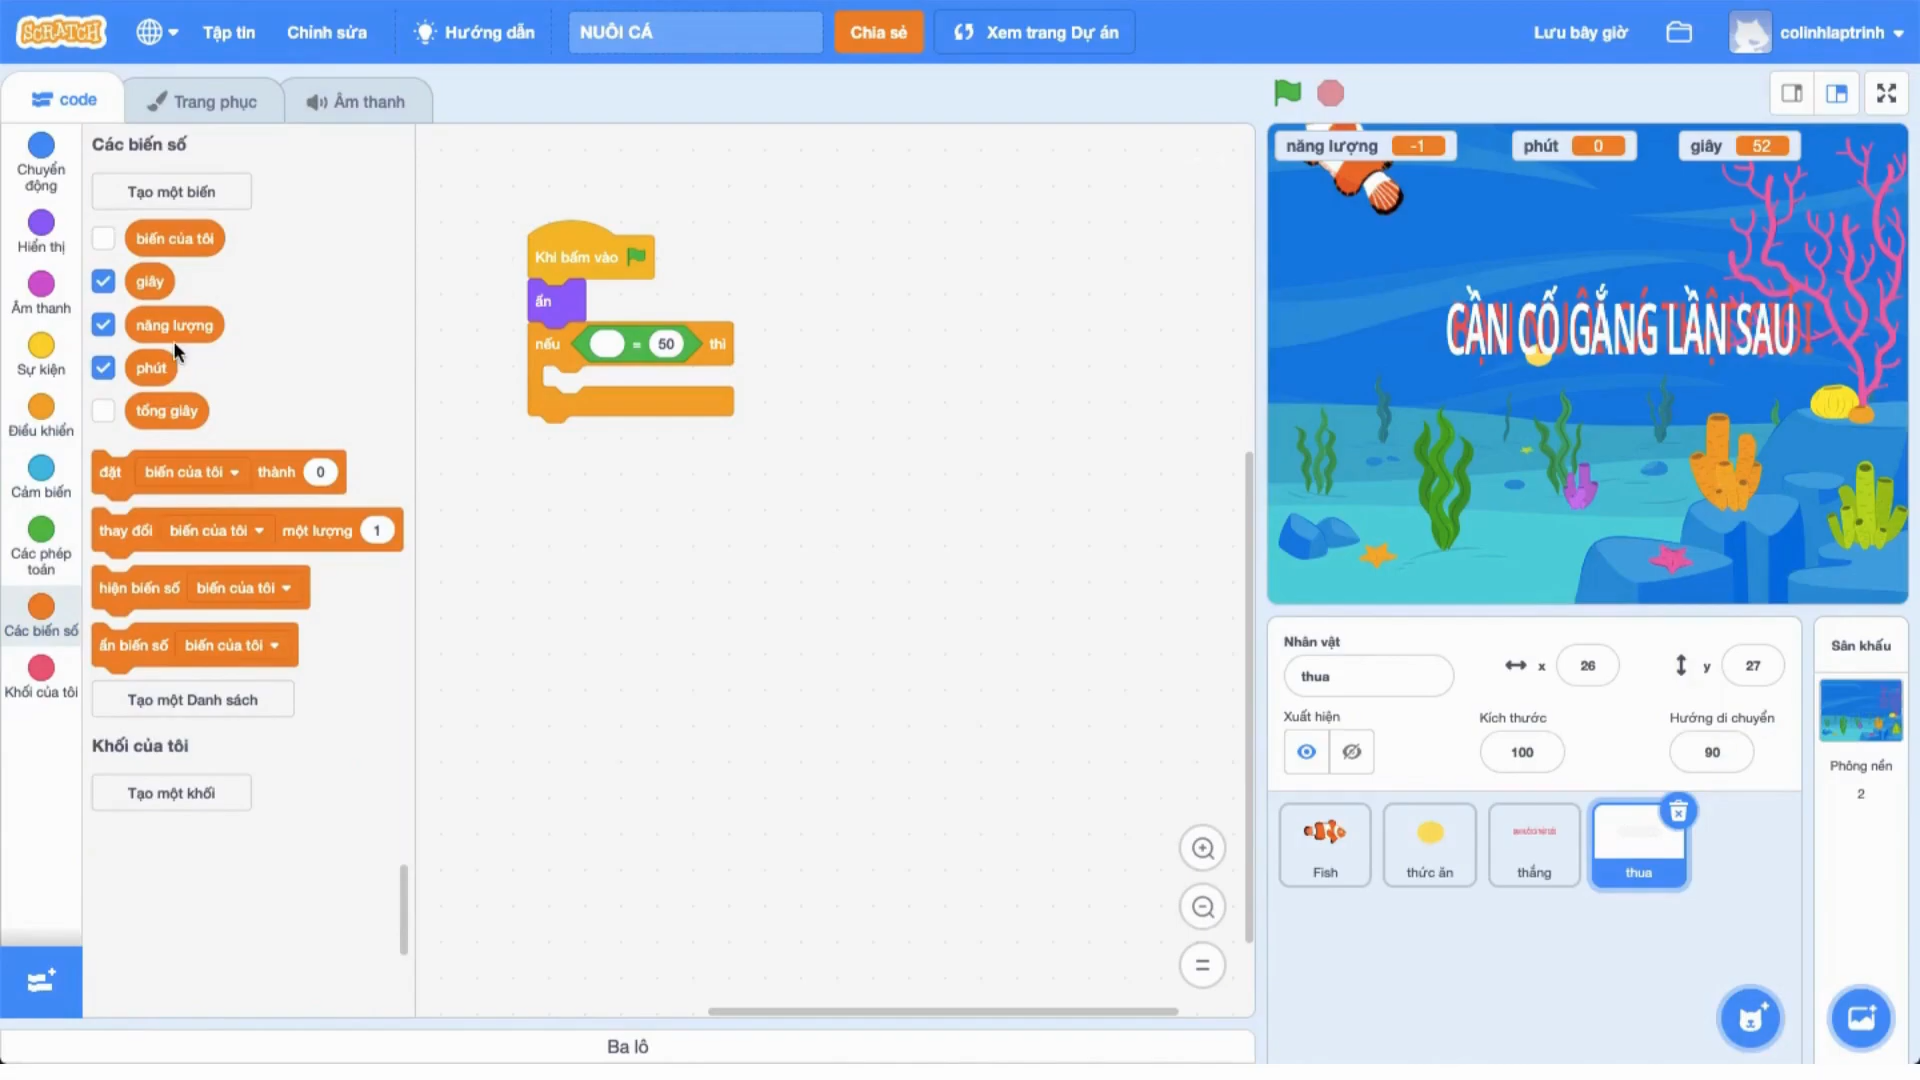 SCRATCH
Tập tin
Chỉnh sửa
Hướng dẫn
NUÔI CÁ
Chia sẻ
Xem trang Dự án
Lưu bây giờ
colinhlaptrinh
code
Trang phục
Âm thanh
Chuyển động
Hiển thị
Âm thanh
Sự kiện
Điều khiển
Cảm biến
Các phép toán
Các biến số
Khối của tôi
Các biến số
Tạo một biến
biến của tôi
giây
năng lượng
phút
tổng giây
đặt biến của tôi thành 0
thay đổi biến của tôi một lượng 1
hiện biến số biến của tôi
ẩn biến số biến của tôi
Tạo một Danh sách
Khối của tôi
Tạo một khối
Khi bấm vào
ẩn
nếu = 50 thì
Ba lô
năng lượng -1
phút 0
giây 52
CẦN CỐ GẮNG LẦN SAU
Nhân vật
thua
x 26
y 27
Xuất hiện
Kích thước
100
Hướng di chuyển
90
Fish
thức ăn
thắng
thua
Sân khấu
Phông nền
2